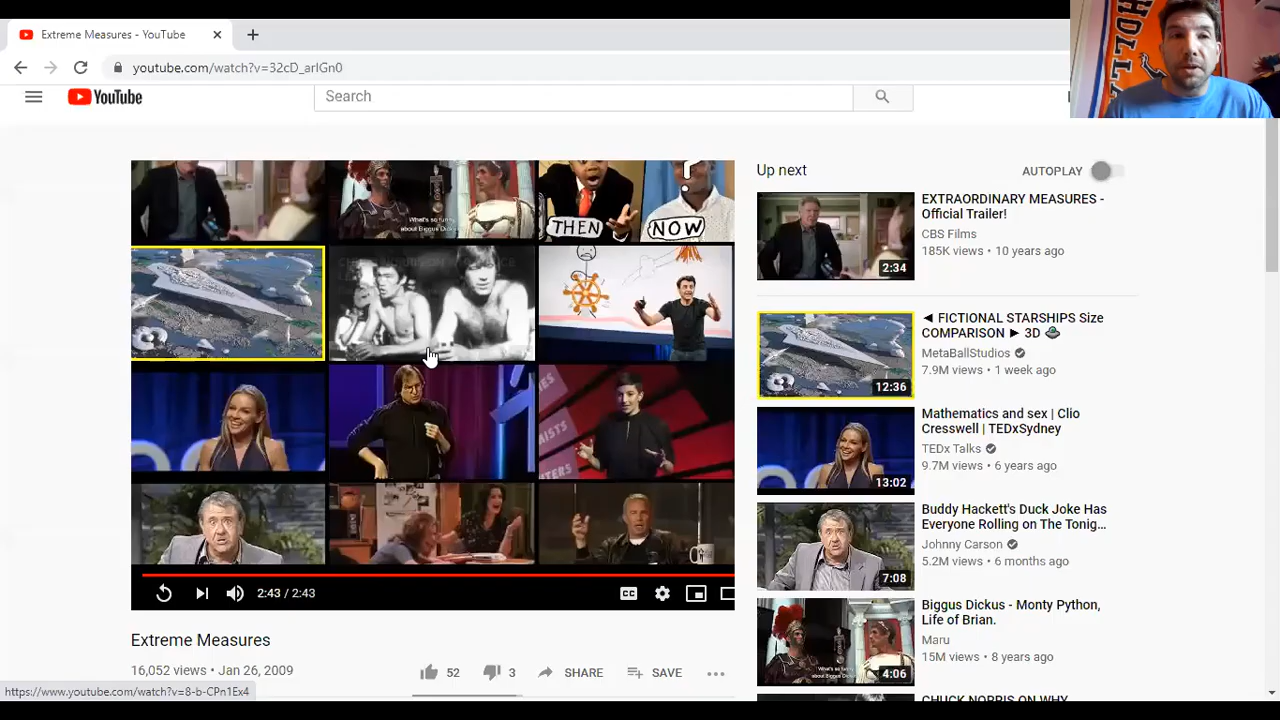 Extreme Measures - YouTube
youtube.com/watch?v=32cD_arIGn0
YouTube
Search
HOLL
What's so funny
about Biggus Dickus
THEN
?
NOW
2:43 / 2:43
CC
Extreme Measures
16,052 views • Jan 26, 2009
52
3
SHARE
SAVE
https://www.youtube.com/watch?v=8-b-CPn1Ex4
Up next
AUTOPLAY
2:34
EXTRAORDINARY MEASURES -
Official Trailer!
CBS Films
185K views • 10 years ago
12:36
◄ FICTIONAL STARSHIPS Size
COMPARISON ► 3D 🛸
MetaBallStudios
7.9M views • 1 week ago
13:02
Mathematics and sex | Clio
Cresswell | TEDxSydney
TEDx Talks
9.7M views • 6 years ago
7:08
Buddy Hackett's Duck Joke Has
Everyone Rolling on The Tonig...
Johnny Carson
5.2M views • 6 months ago
4:06
Biggus Dickus - Monty Python,
Life of Brian.
Maru
15M views • 8 years ago
CHUCK NORRIS ON WHY